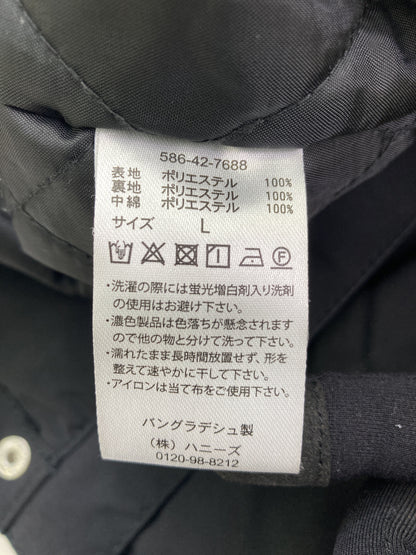 586-42-7688
表地 ポリエステル 100%
裏地 ポリエステル 100%
中綿 ポリエステル 100%
サイズ L
・洗濯の際には蛍光増白剤入り洗剤
の使用はお避け下さい。
・濃色製品は色落ちが懸念されます
ので他の物と分けて洗って下さい。
・濡れたまま長時間放置せず、形を
整えて速やかに干して下さい。
・アイロンは当て布をご使用下さい。
バングラデシュ製
(株) ハニーズ
0120-98-8212